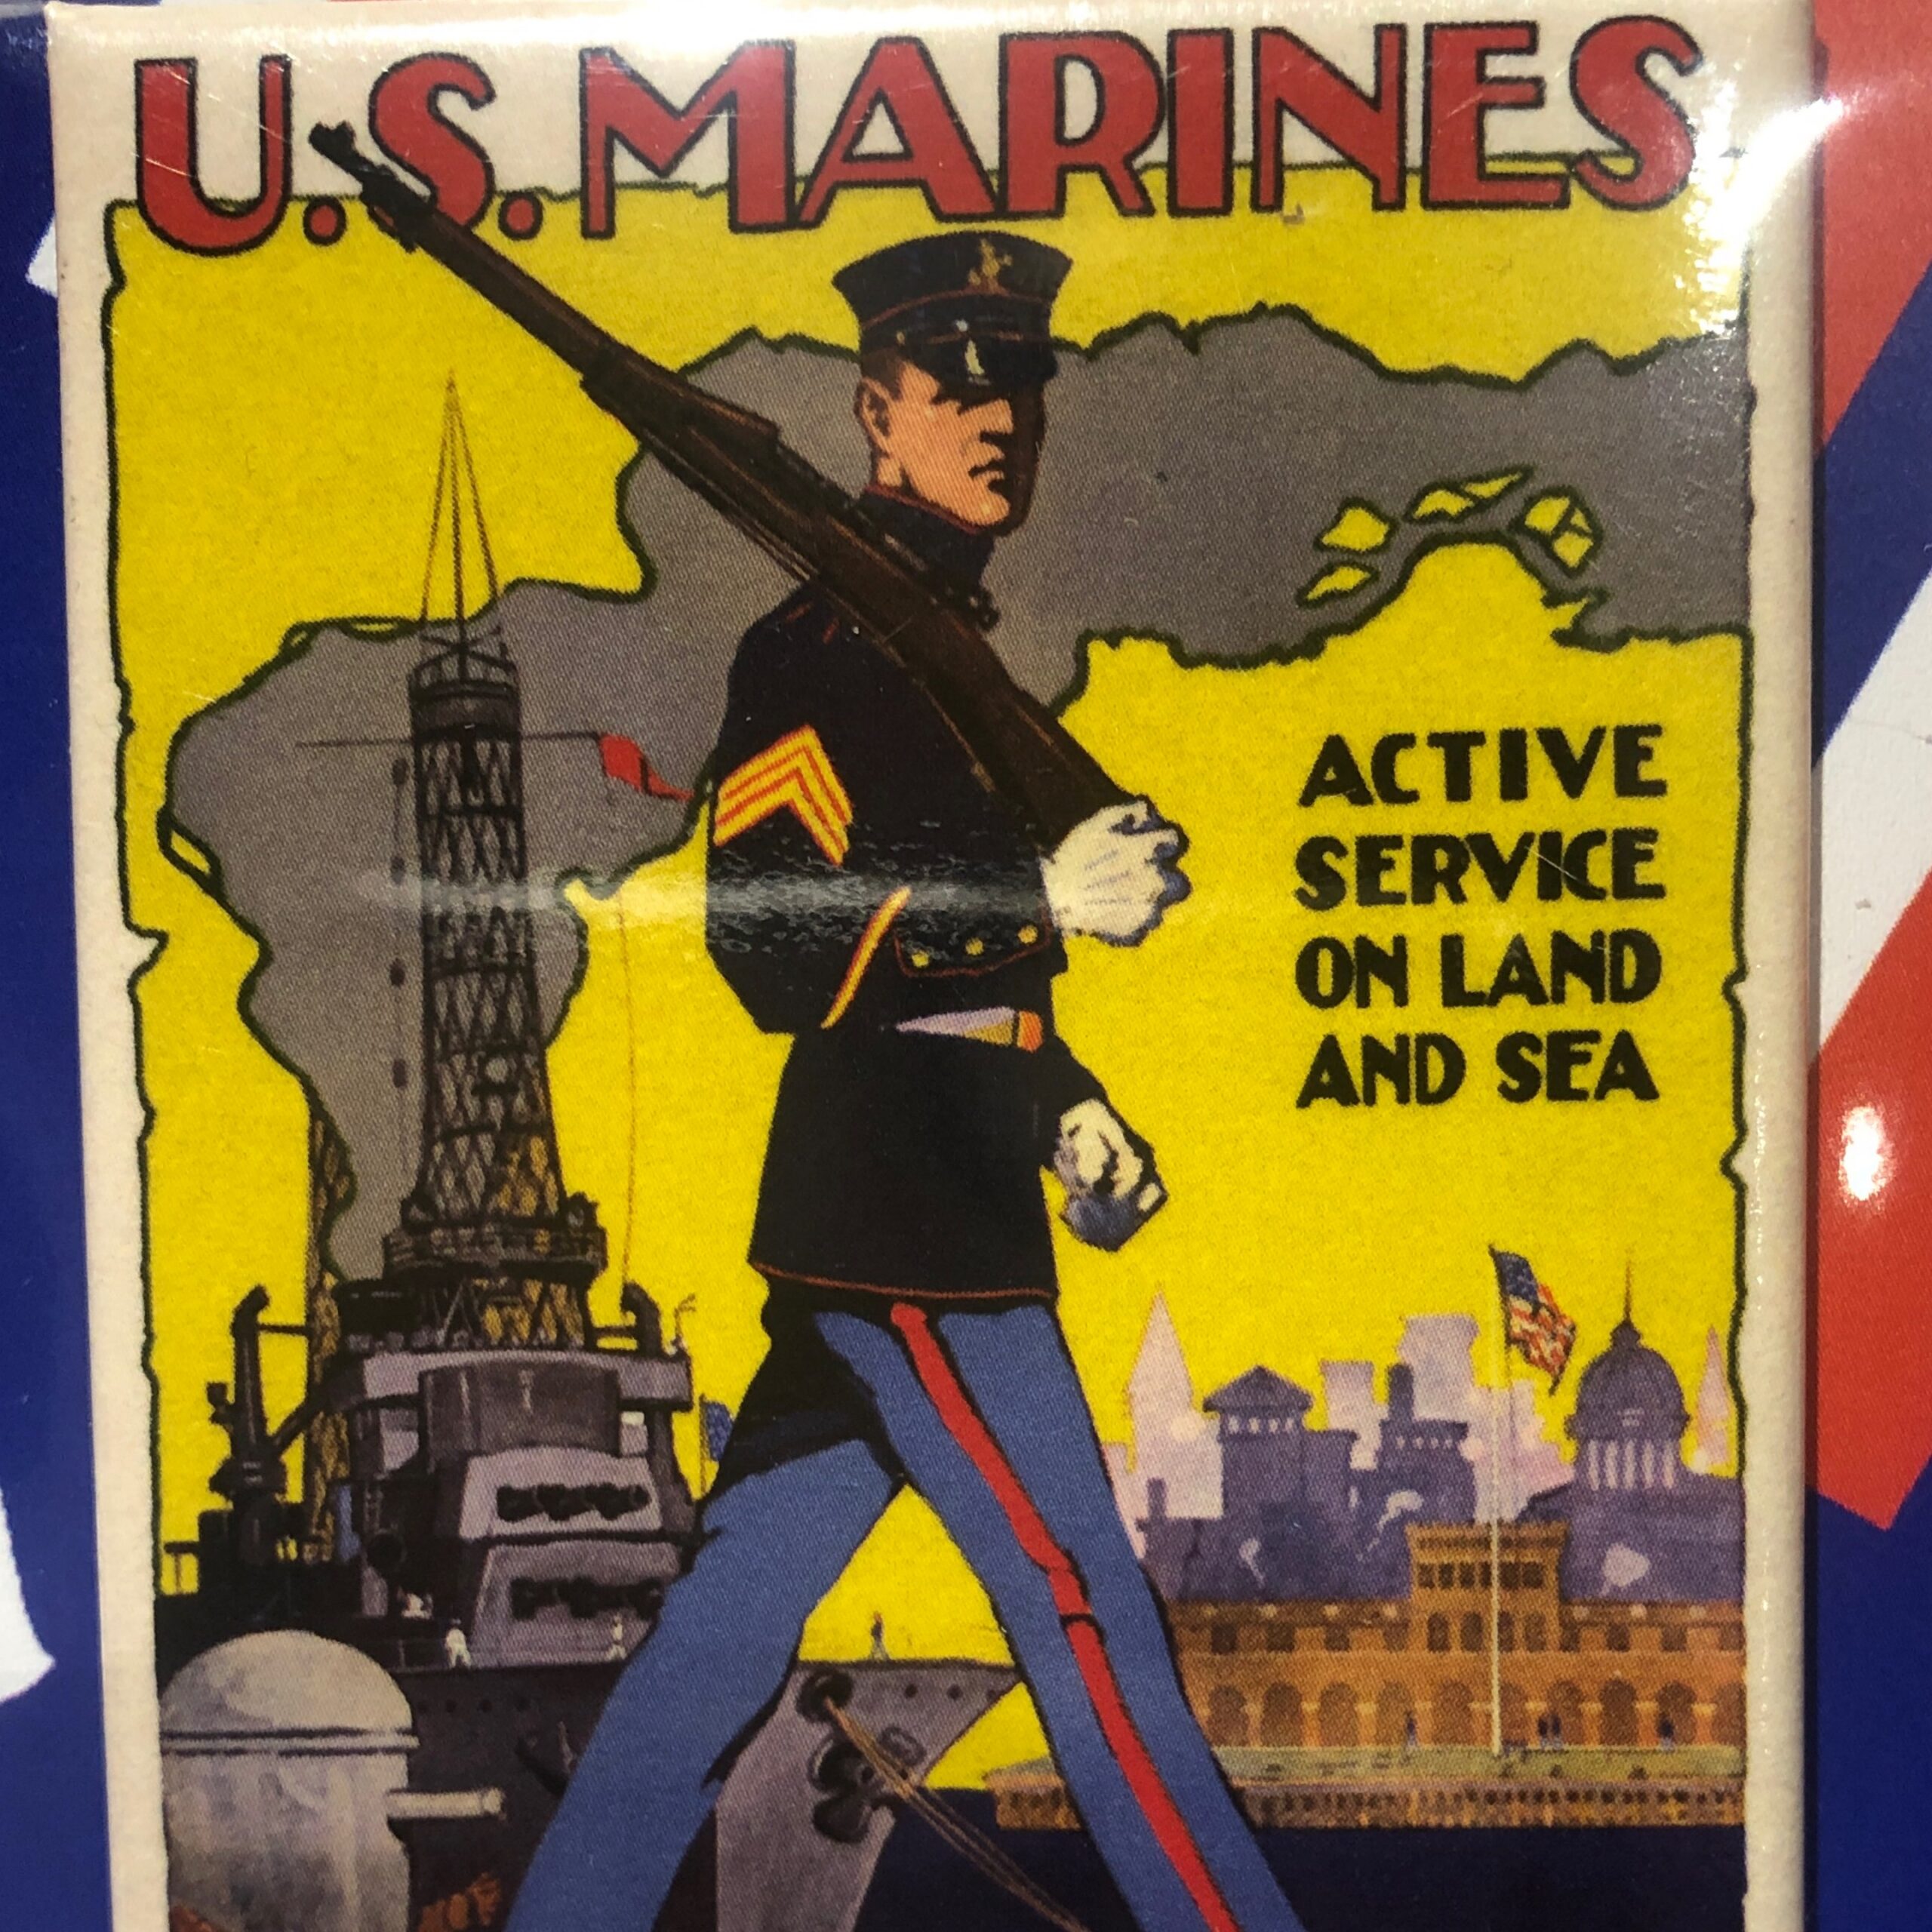 U.S. MARINES
ACTIVE
SERVICE
ON LAND
AND SEA